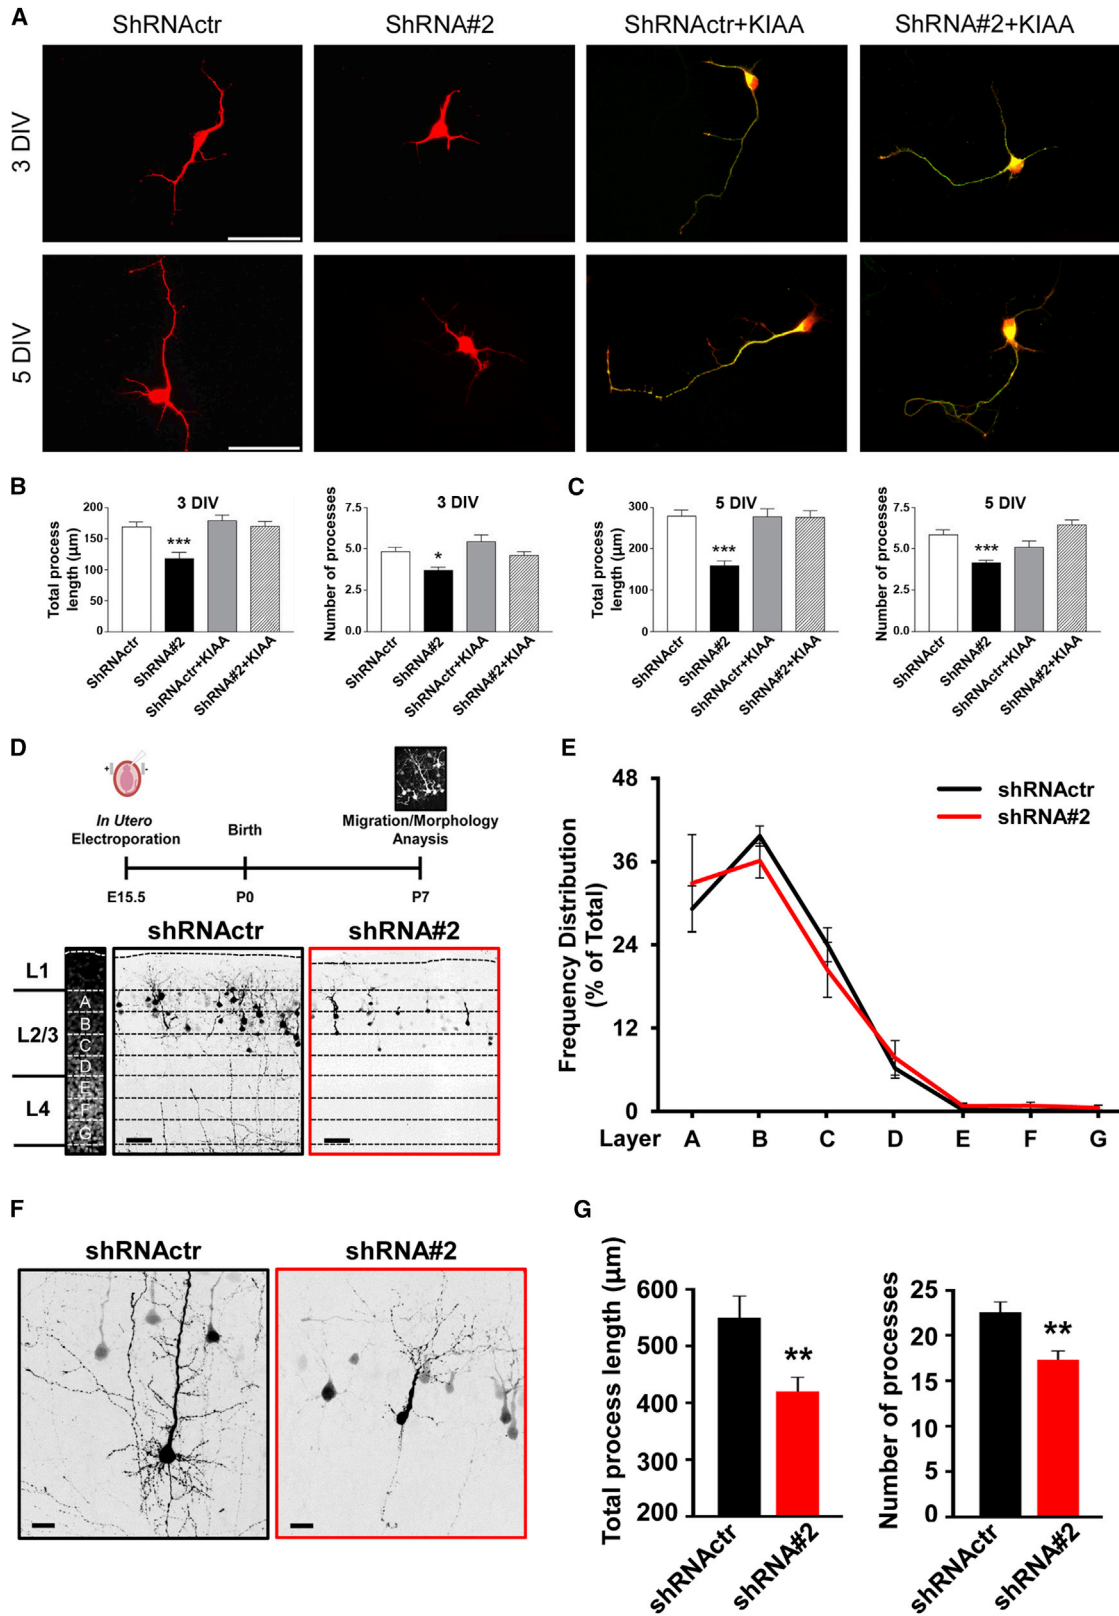 A
ShRNActr
ShRNA#2
ShRNActr+KIAA
ShRNA#2+KIAA
3 DIV
5 DIV
B
3 DIV
Total process
length (μm)
200
150
100
50
0
***
ShRNActr
ShRNA#2
ShRNActr+KIAA
ShRNA#2+KIAA
3 DIV
Number of processes
7.5
5.0
2.5
0.0
*
ShRNActr
ShRNA#2
ShRNActr+KIAA
ShRNA#2+KIAA
C
5 DIV
Total process
length (μm)
300
200
100
0
***
ShRNActr
ShRNA#2
ShRNActr+KIAA
ShRNA#2+KIAA
5 DIV
Number of processes
7.5
5.0
2.5
0.0
***
ShRNActr
ShRNA#2
ShRNActr+KIAA
ShRNA#2+KIAA
D
+
-
In Utero
Electroporation
Birth
Migration/Morphology
Anaysis
E15.5
P0
P7
shRNActr
shRNA#2
L1
L2/3
L4
A
B
C
D
E
F
G
E
48
36
24
12
0
Frequency Distribution
(% of Total)
shRNActr
shRNA#2
Layer A B C D E F G
F
shRNActr
shRNA#2
G
Total process length (μm)
600
500
400
300
200
**
shRNActr
shRNA#2
Number of processes
25
20
15
10
5
0
**
shRNActr
shRNA#2